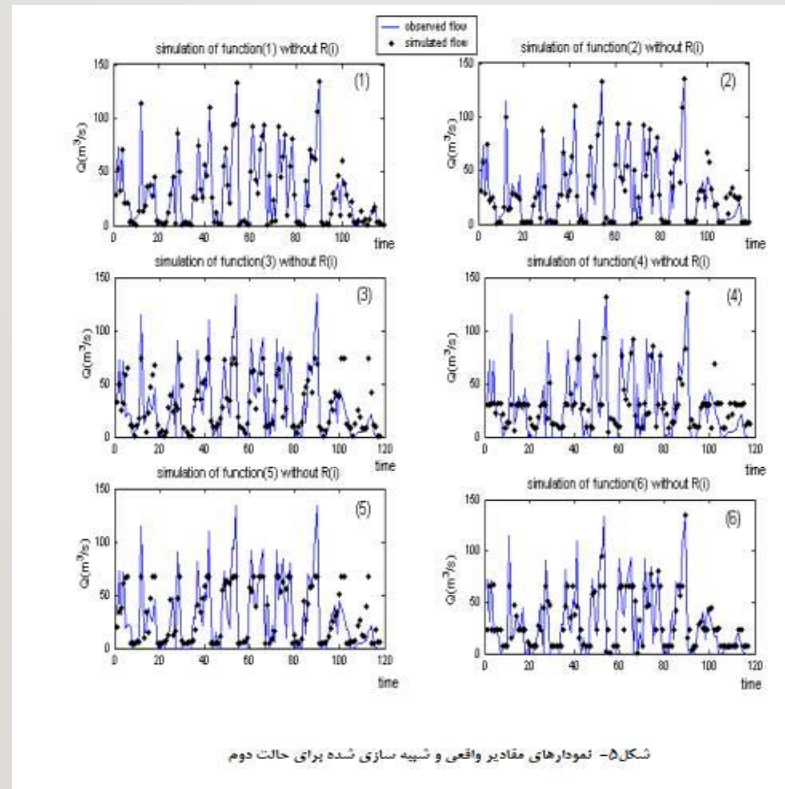 observed flow
simulated flow
simulation of function(1) without R(i)
(1)
Q(m³/s)
150
100
50
0
0 20 40 60 80 100
time
simulation of function(2) without R(i)
(2)
Q(m³/s)
150
100
50
0
0 20 40 60 80 100
time
simulation of function(3) without R(i)
(3)
Q(m³/s)
150
100
50
0
0 20 40 60 80 100 120
time
simulation of function(4) without R(i)
(4)
Q(m³/s)
150
100
50
0
0 20 40 60 80 100 120
time
simulation of function(5) without R(i)
(5)
Q(m³/s)
150
100
50
0
0 20 40 60 80 100 120
time
simulation of function(6) without R(i)
(6)
Q(m³/s)
150
100
50
0
0 20 40 60 80 100 120
time
شکل۵- نمودارهای مقادیر واقعی و شبیه سازی شده برای حالت دوم